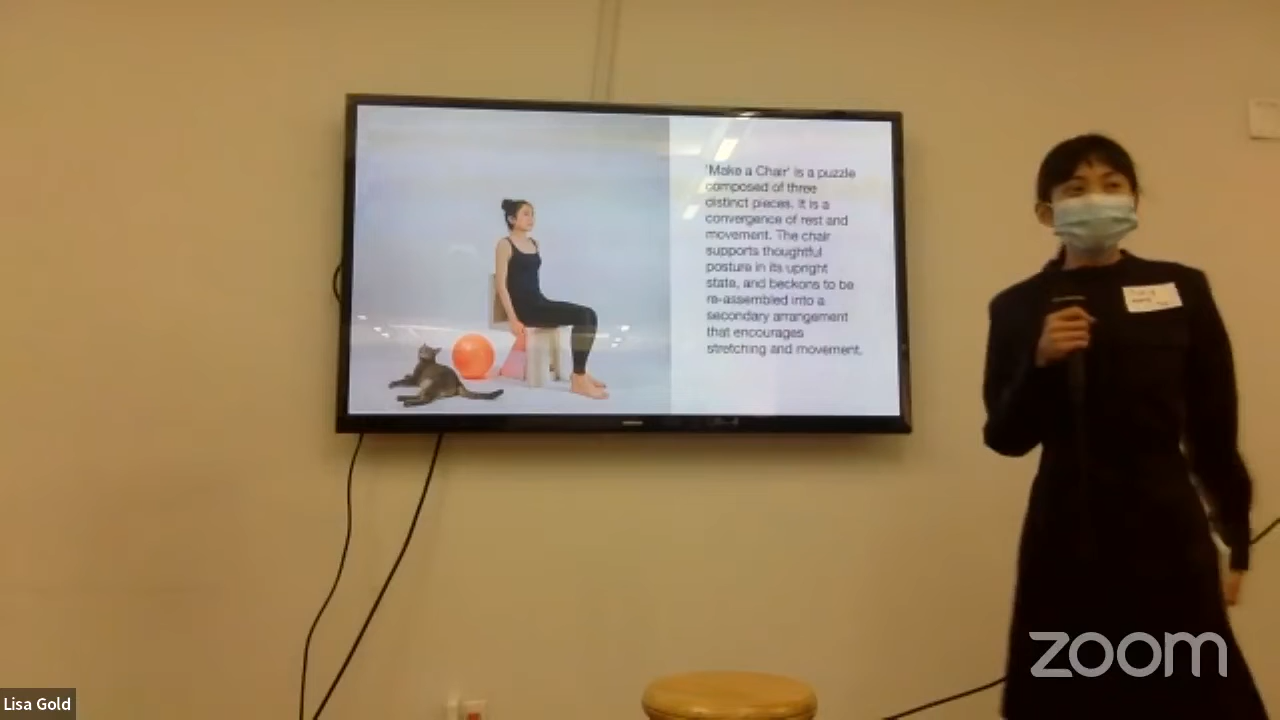 'Make a Chair' is a puzzle
composed of three
distinct pieces. It is a
convergence of rest and
movement. The chair
supports thoughtful
posture in its upright
state, and beckons to be
re-assembled into a
secondary arrangement
that encourages
stretching and movement.
zoom
Lisa Gold